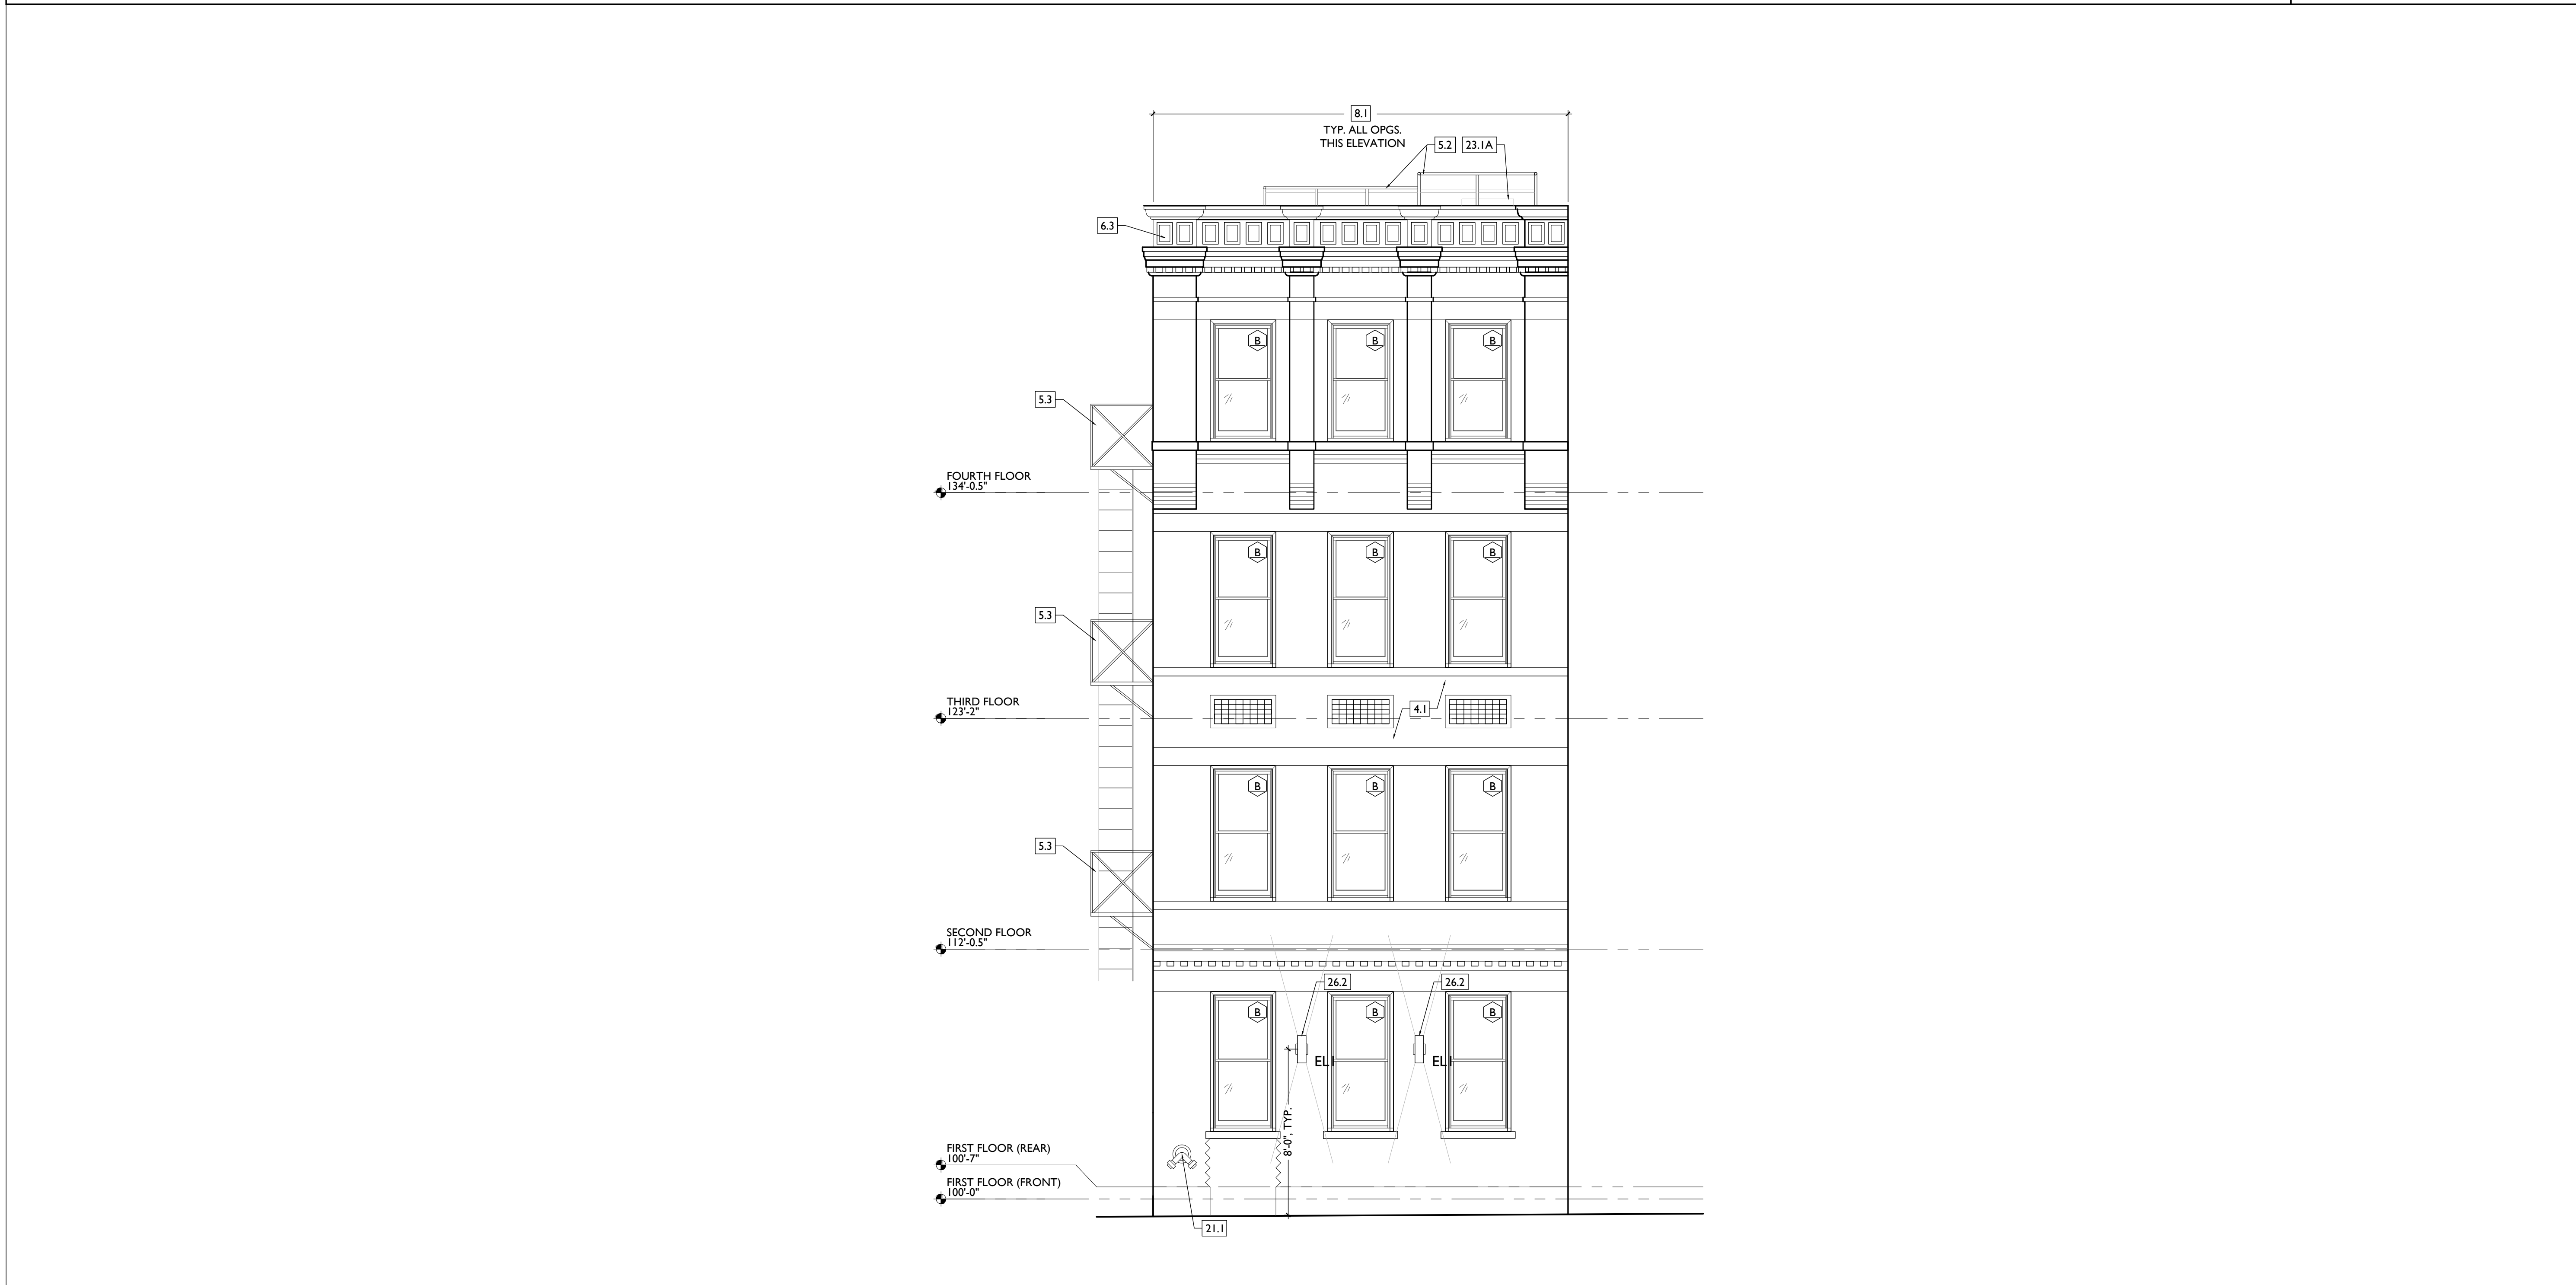 8.1
TYP. ALL OPGS.
THIS ELEVATION
5.2
23.1A
6.3
B
B
B
5.3
FOURTH FLOOR
134'-0.5"
B
B
B
5.3
THIRD FLOOR
123'-2"
4.1
B
B
B
5.3
SECOND FLOOR
112'-0.5"
26.2
26.2
B
B
B
EL1
EL1
8'-0", TYP.
FIRST FLOOR (REAR)
100'-7"
FIRST FLOOR (FRONT)
100'-0"
21.1